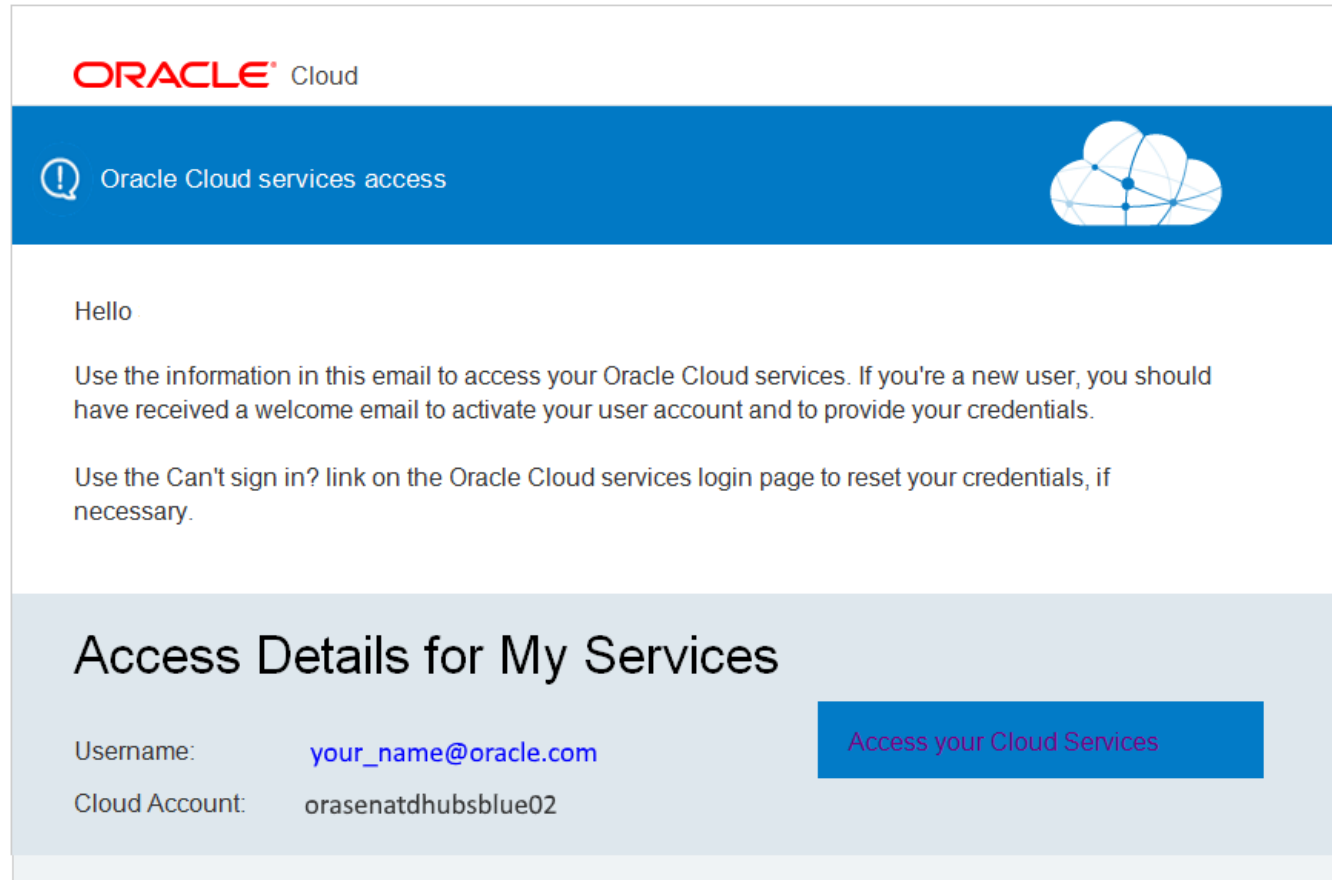 ORACLE® Cloud
Oracle Cloud services access
Hello
Use the information in this email to access your Oracle Cloud services. If you're a new user, you should
have received a welcome email to activate your user account and to provide your credentials.
Use the Can't sign in? link on the Oracle Cloud services login page to reset your credentials, if
necessary.
Access Details for My Services
Username: your_name@oracle.com
Access your Cloud Services
Cloud Account: orasenatdhubsblue02